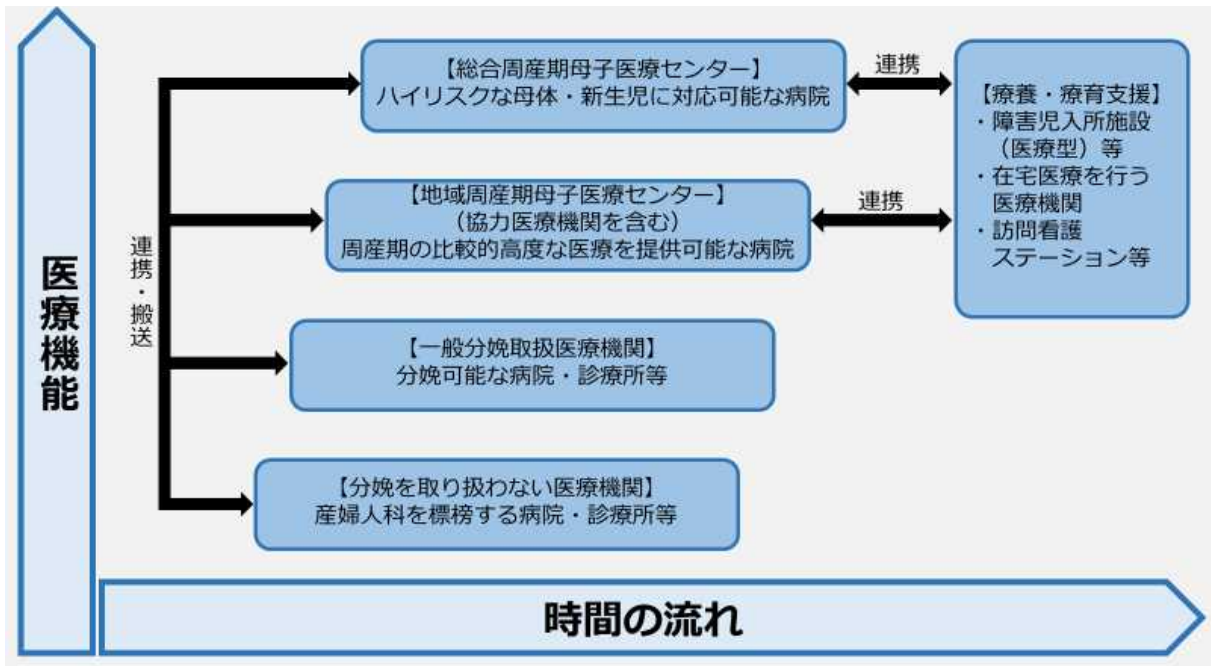 【総合周産期母子医療センター】
ハイリスクな母体・新生児に対応可能な病院
連携
【療養・療育支援】
・障害児入所施設
(医療型)等
・在宅医療を行う
医療機関
・訪問看護
ステーション等
【地域周産期母子医療センター】
(協力医療機関を含む)
周産期の比較的高度な医療を提供可能な病院
連携
連携・搬送
医療機能
【一般分娩取扱医療機関】
分娩可能な病院・診療所等
【分娩を取り扱わない医療機関】
産婦人科を標榜する病院・診療所等
時間の流れ